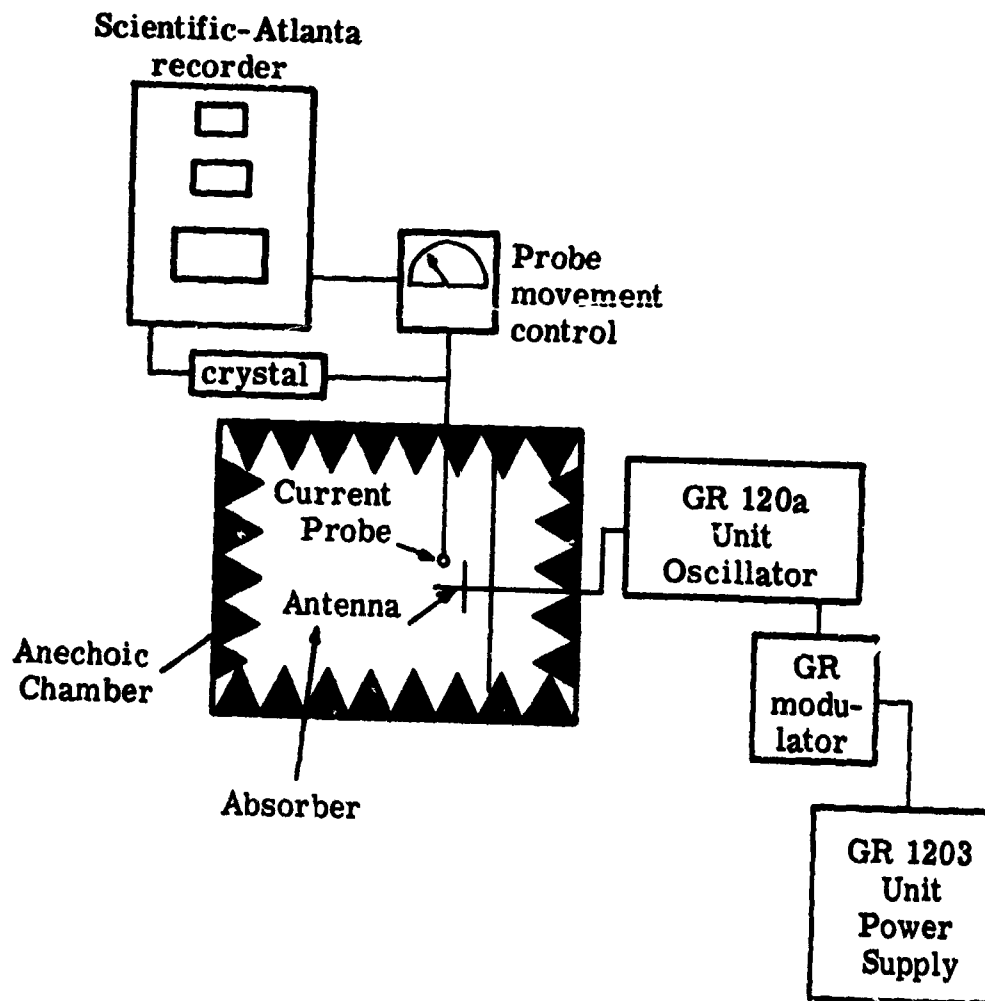 Scientific-Atlanta
recorder
Probe
movement
control
crystal
Current
Probe
Antenna
Anechoic
Chamber
Absorber
GR 120a
Unit
Oscillator
GR
modu-
lator
GR 1203
Unit
Power
Supply